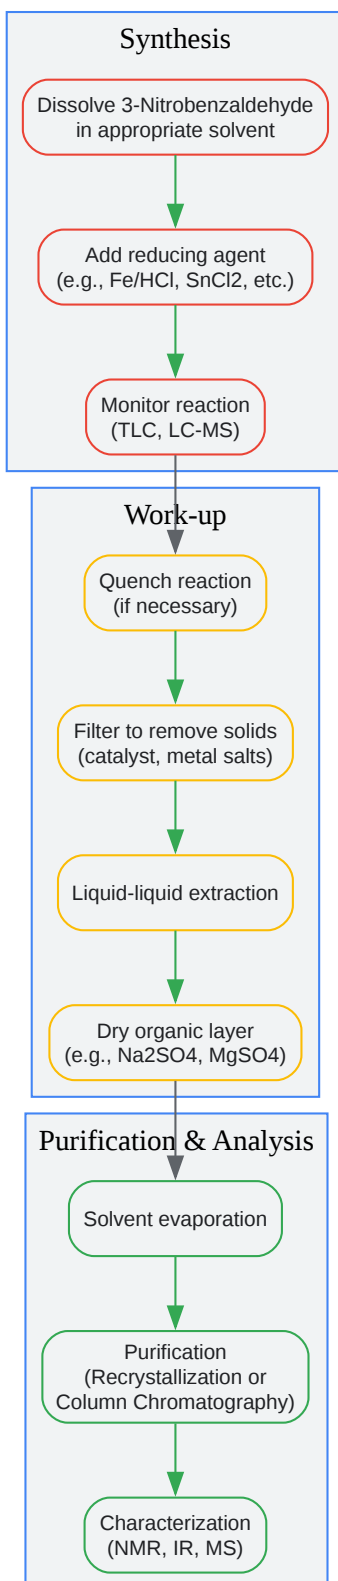 Synthesis
Dissolve 3-Nitrobenzaldehyde
in appropriate solvent
Add reducing agent
(e.g., Fe/HCl, SnCl2, etc.)
Monitor reaction
(TLC, LC-MS)
Work-up
Quench reaction
(if necessary)
Filter to remove solids
(catalyst, metal salts)
Liquid-liquid extraction
Dry organic layer
(e.g., Na2SO4, MgSO4)
Purification & Analysis
Solvent evaporation
Purification
(Recrystallization or
Column Chromatography)
Characterization
(NMR, IR, MS)